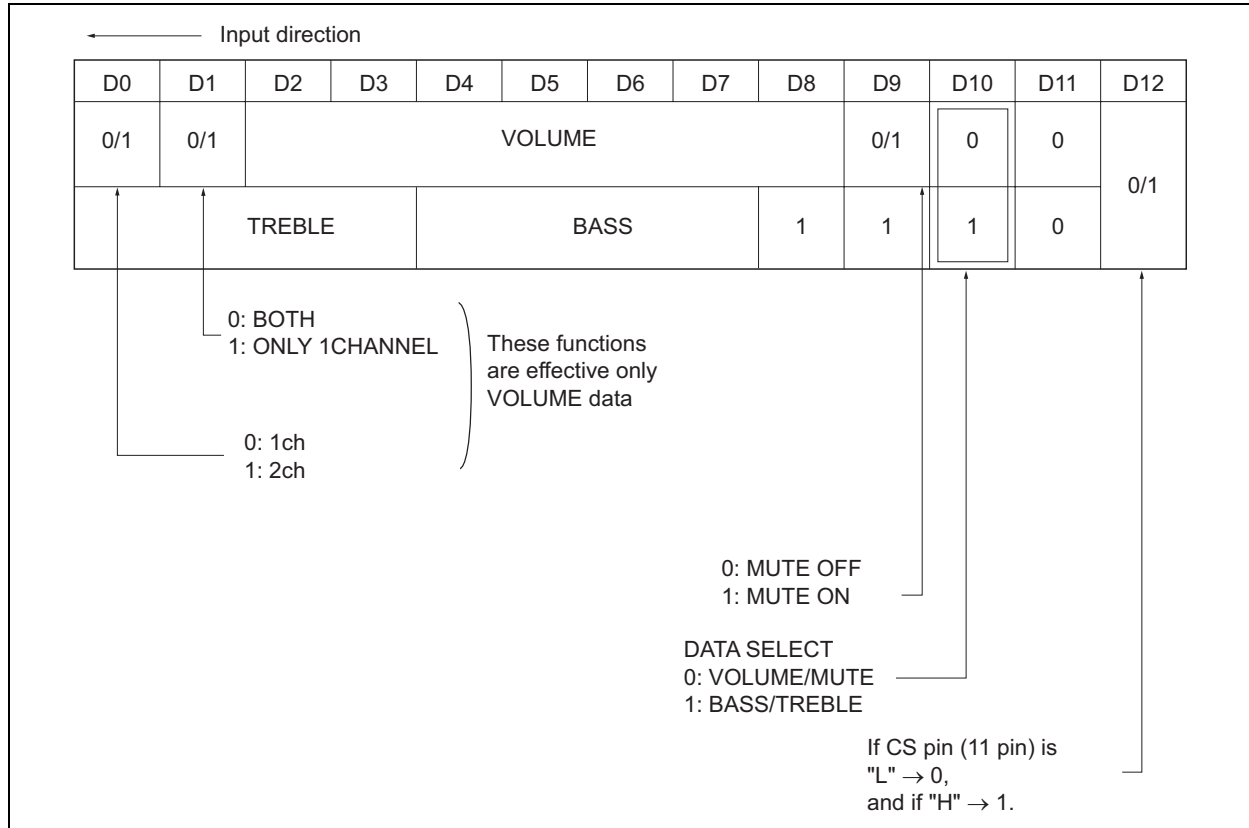 Input direction
D0 D1 D2 D3 D4 D5 D6 D7 D8 D9 D10 D11 D12
0/1 0/1 VOLUME 0/1 0 0
0/1
TREBLE BASS 1 1 1 0
0: BOTH
1: ONLY 1CHANNEL
These functions
are effective only
VOLUME data
0: 1ch
1: 2ch
0: MUTE OFF
1: MUTE ON
DATA SELECT
0: VOLUME/MUTE
1: BASS/TREBLE
If CS pin (11 pin) is
"L" → 0,
and if "H" → 1.